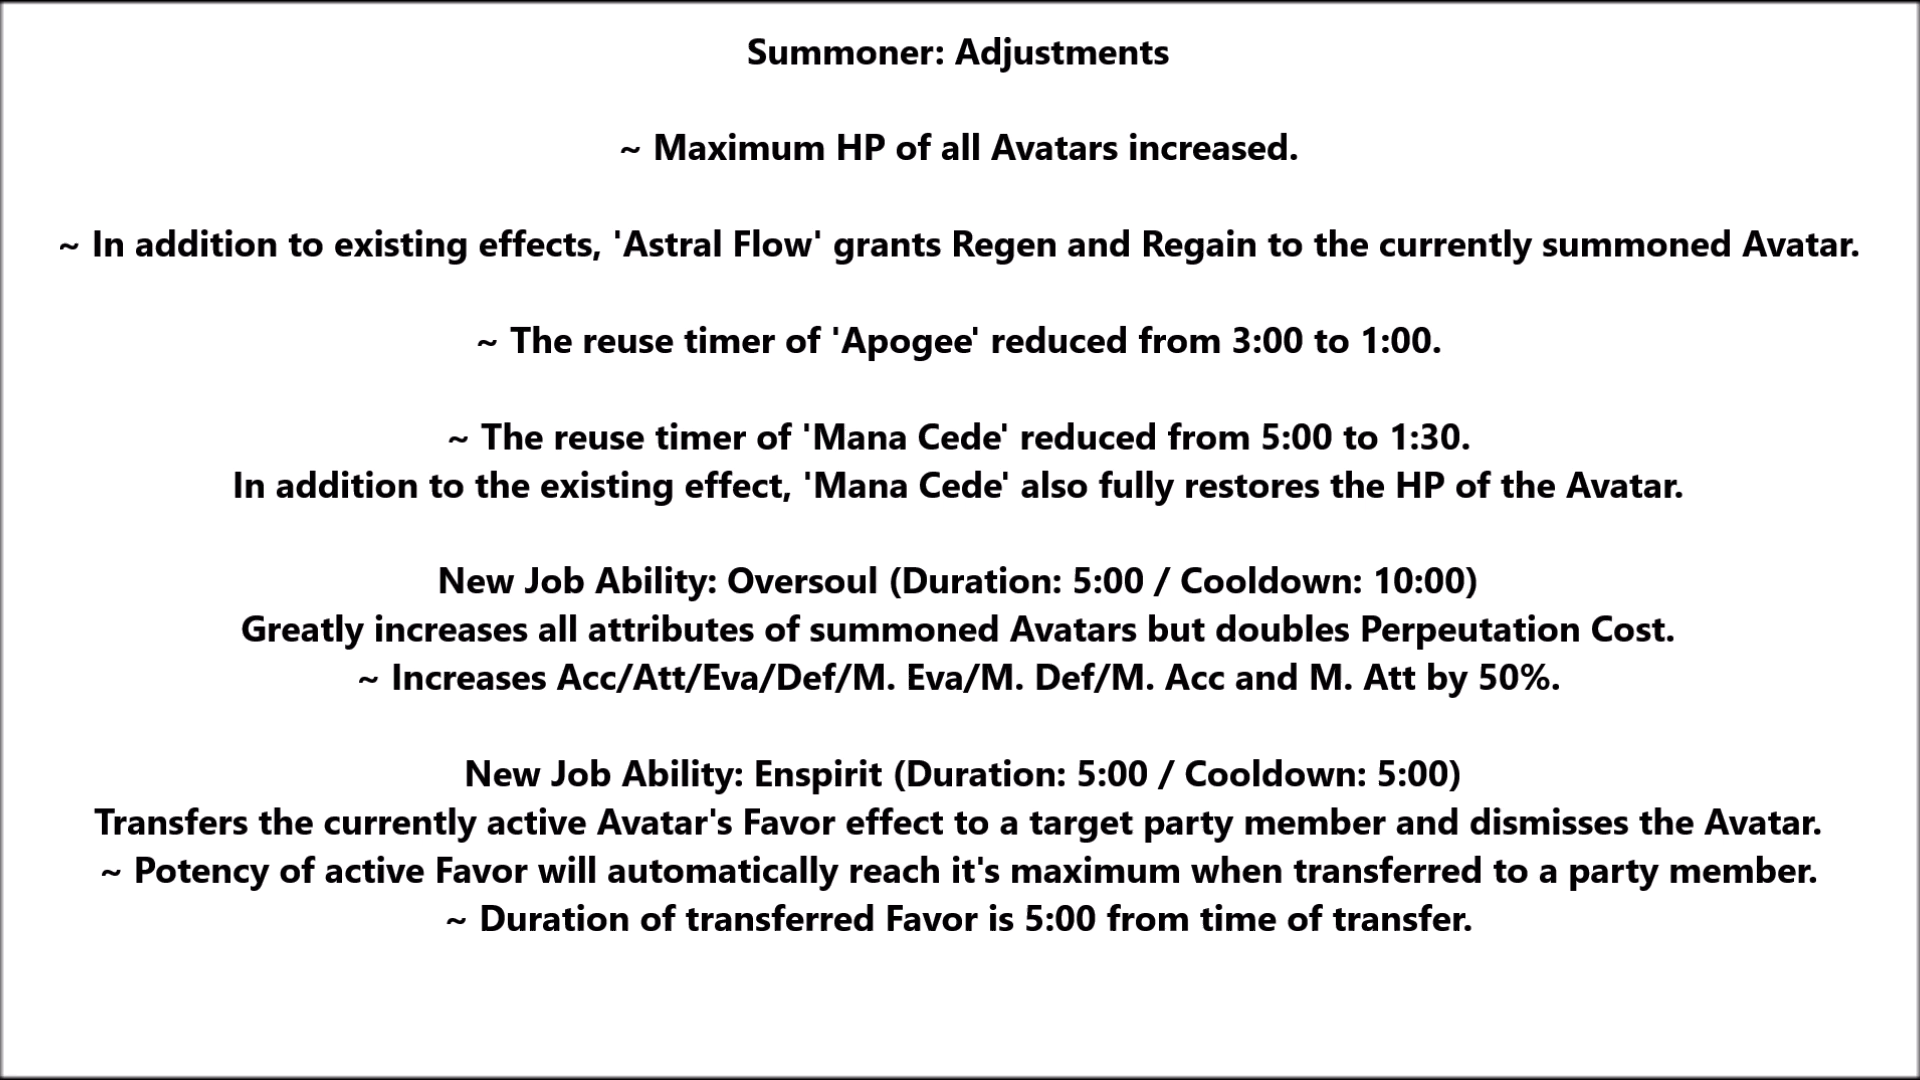 Summoner: Adjustments
~ Maximum HP of all Avatars increased.
~ In addition to existing effects, 'Astral Flow' grants Regen and Regain to the currently summoned Avatar.
~ The reuse timer of 'Apogee' reduced from 3:00 to 1:00.
~ The reuse timer of 'Mana Cede' reduced from 5:00 to 1:30.
In addition to the existing effect, 'Mana Cede' also fully restores the HP of the Avatar.
New Job Ability: Oversoul (Duration: 5:00 / Cooldown: 10:00)
Greatly increases all attributes of summoned Avatars but doubles Perpeutation Cost.
~ Increases Acc/Att/Eva/Def/M. Eva/M. Def/M. Acc and M. Att by 50%.
New Job Ability: Enspirit (Duration: 5:00 / Cooldown: 5:00)
Transfers the currently active Avatar's Favor effect to a target party member and dismisses the Avatar.
~ Potency of active Favor will automatically reach it's maximum when transferred to a party member.
~ Duration of transferred Favor is 5:00 from time of transfer.